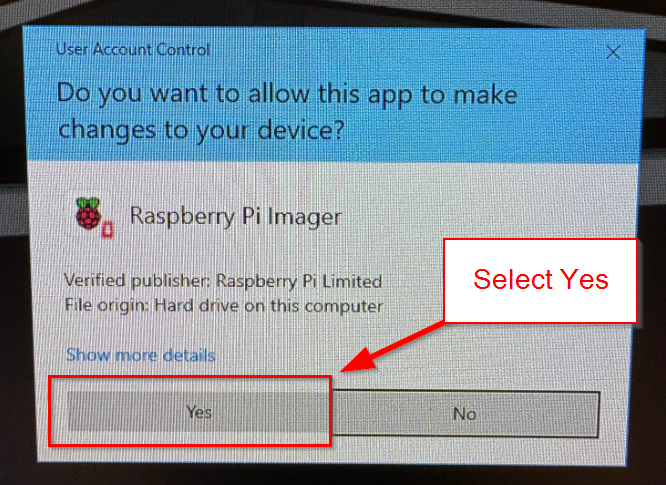 User Account Control
Do you want to allow this app to make
changes to your device?
Raspberry Pi Imager
Select Yes
Verified publisher: Raspberry Pi Limited
File origin: Hard drive on this computer
Show more details
Yes
No